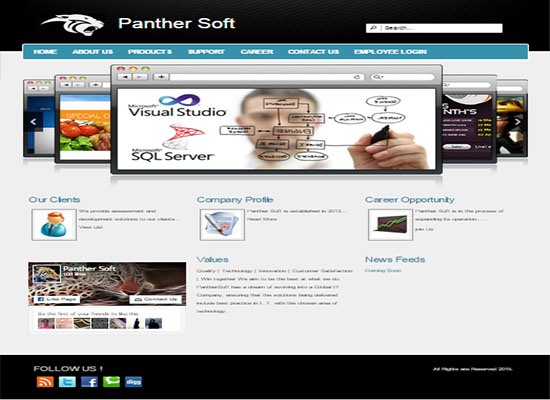 Panther Soft
Search...
HOME ABOUT US PRODUCTS SUPPORT CAREER CONTACT US EMPLOYEE LOGIN
SPECIAL
Microsoft
Visual Studio
Microsoft
SQL Server
Our Clients
We provide assessment and
development solutions to our clients...
View List
Company Profile
Panther Soft is established in 2015...
Read More
Career Opportunity
Panther Soft is in the process of
expanding its operation....
Join Us
Panther Soft
Like Page
Contact Us
Be the first of your friends to like this
Values
Quality | Technology | Innovation | Customer Satisfaction
| Win together We aim to be the best at what we do.
PantherSoft has a dream of evolving into a Global IT
Company, ensuring that the solutions being delivered
include best practice in I. T. with the chosen area of
technology.
News Feeds
Coming Soon
FOLLOW US !
digg
All Rights are Reserved 2015.